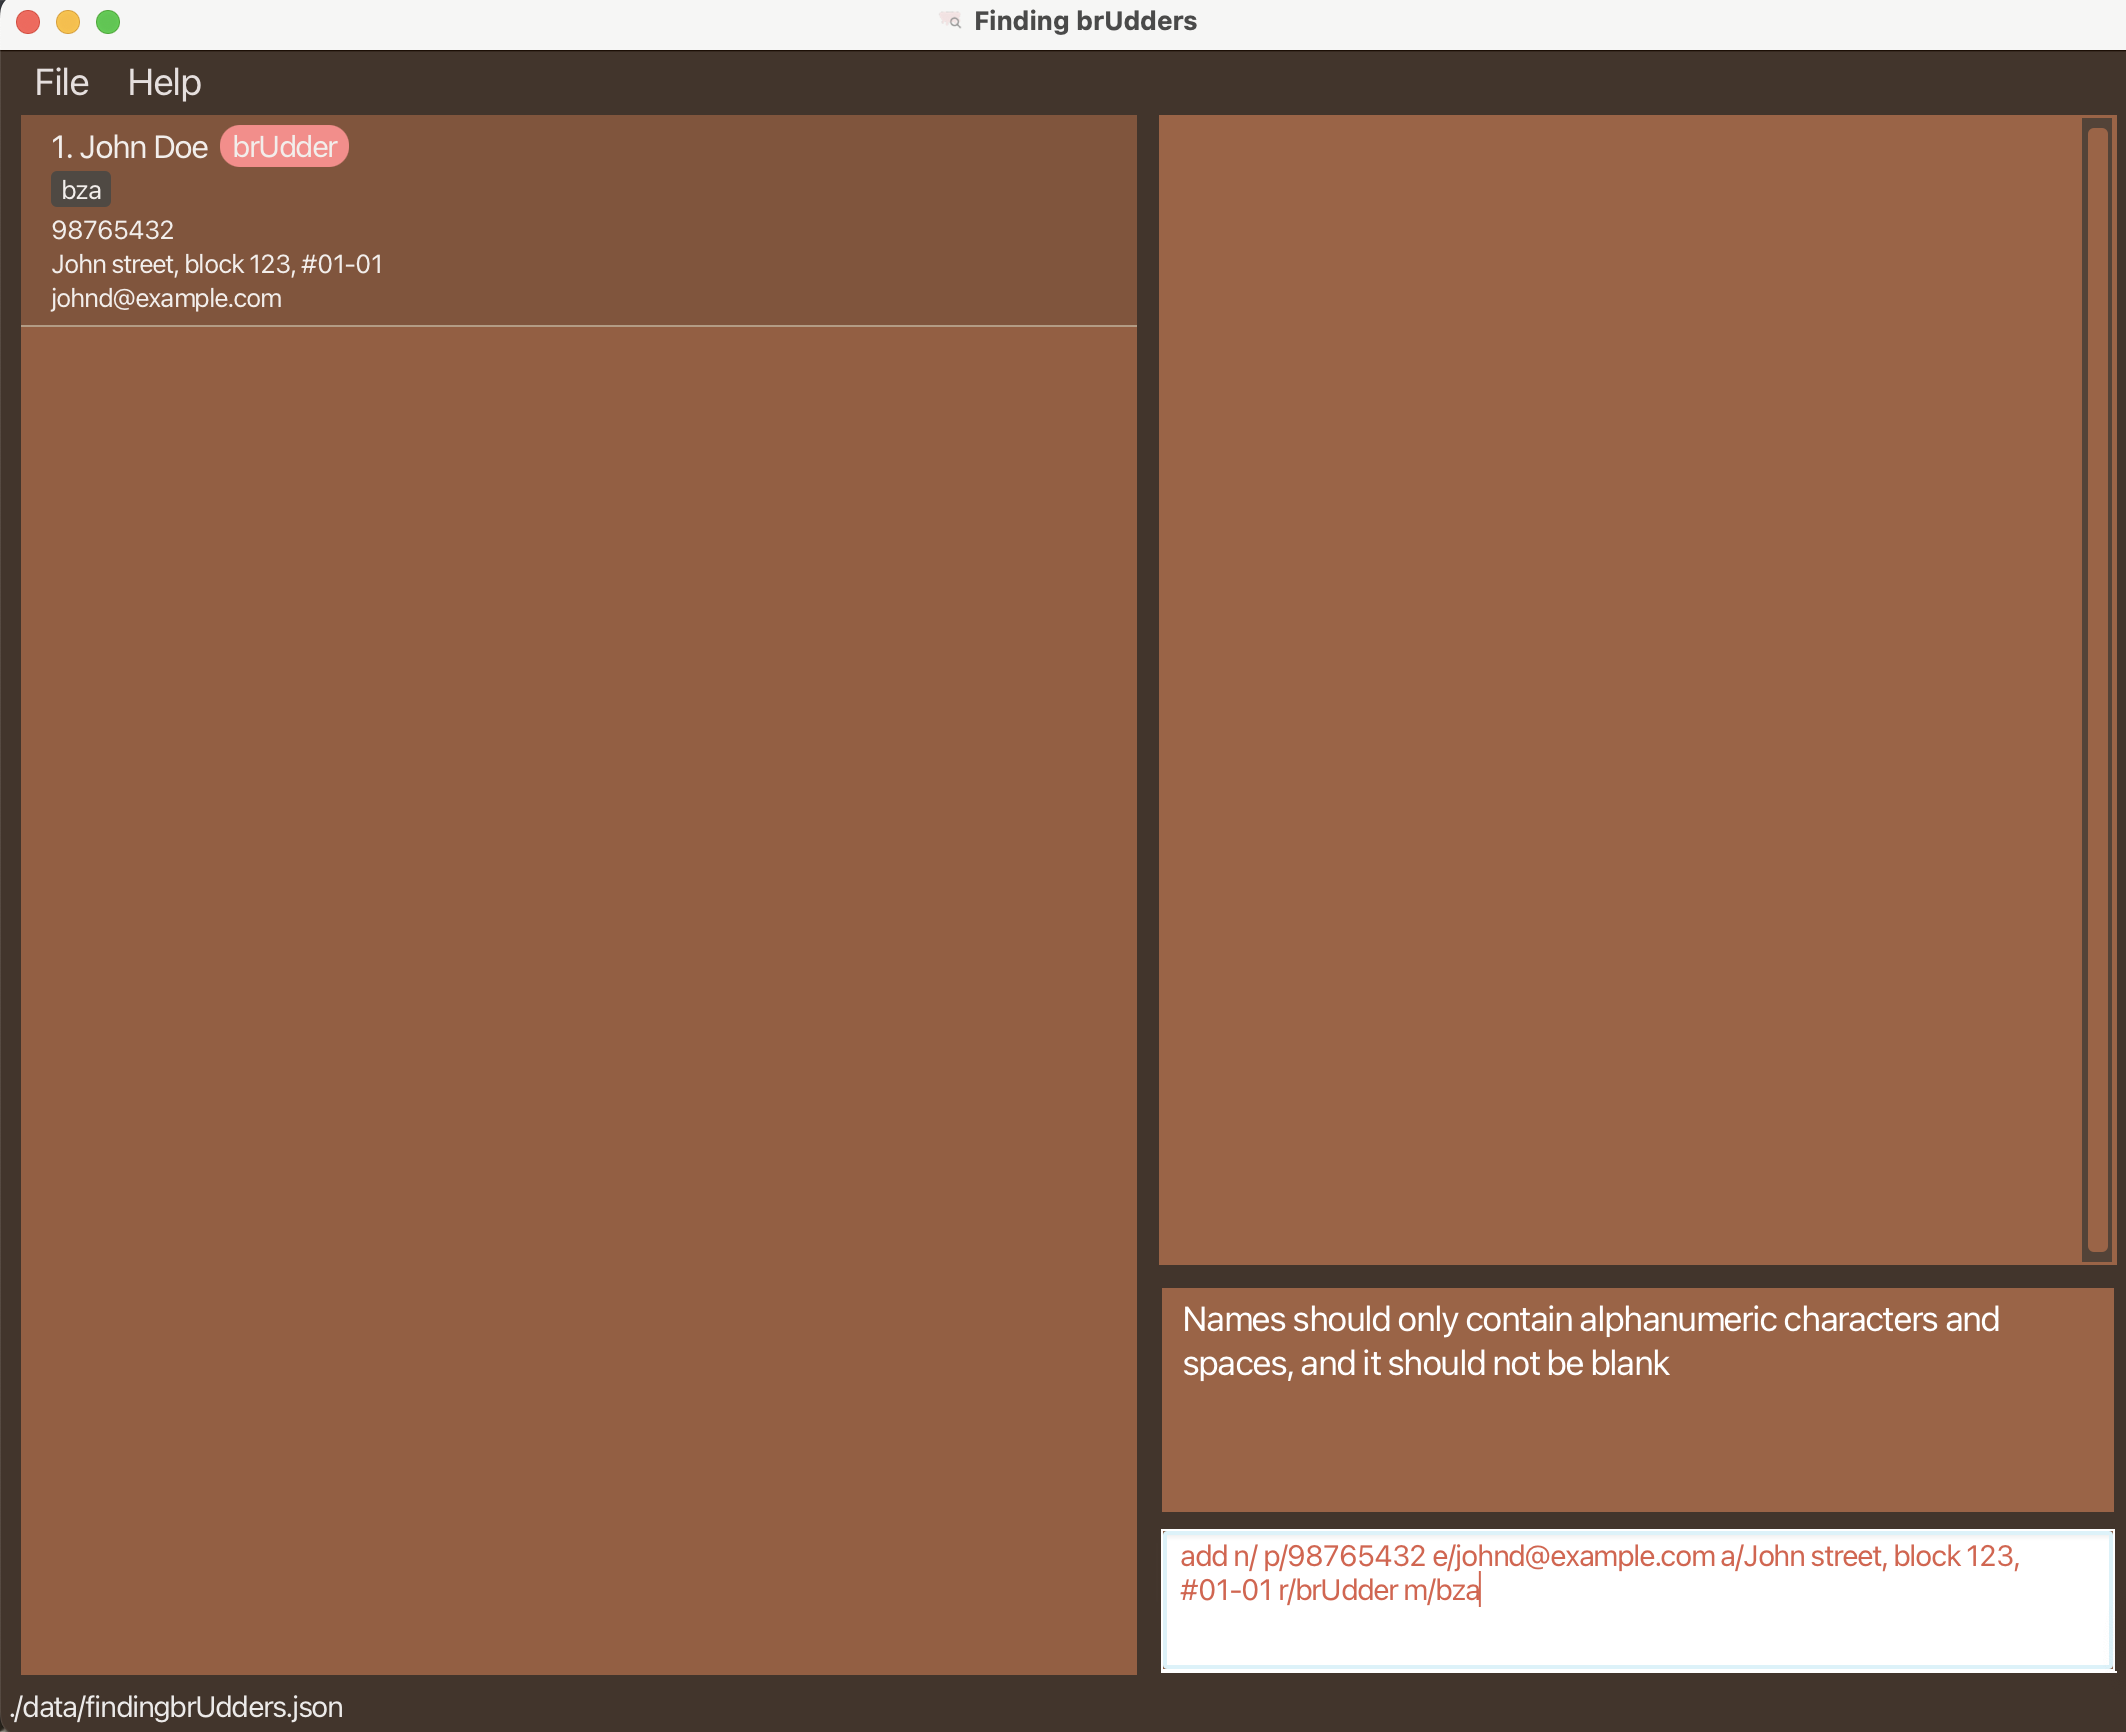 Finding brUdders
File Help
1. John Doe brUdder
bza
98765432
John street, block 123, #01-01
johnd@example.com
Names should only contain alphanumeric characters and
spaces, and it should not be blank
add n/ p/98765432 e/johnd@example.com a/John street, block 123,
#01-01 r/brUdder m/bza
./data/findingbrUdders.json